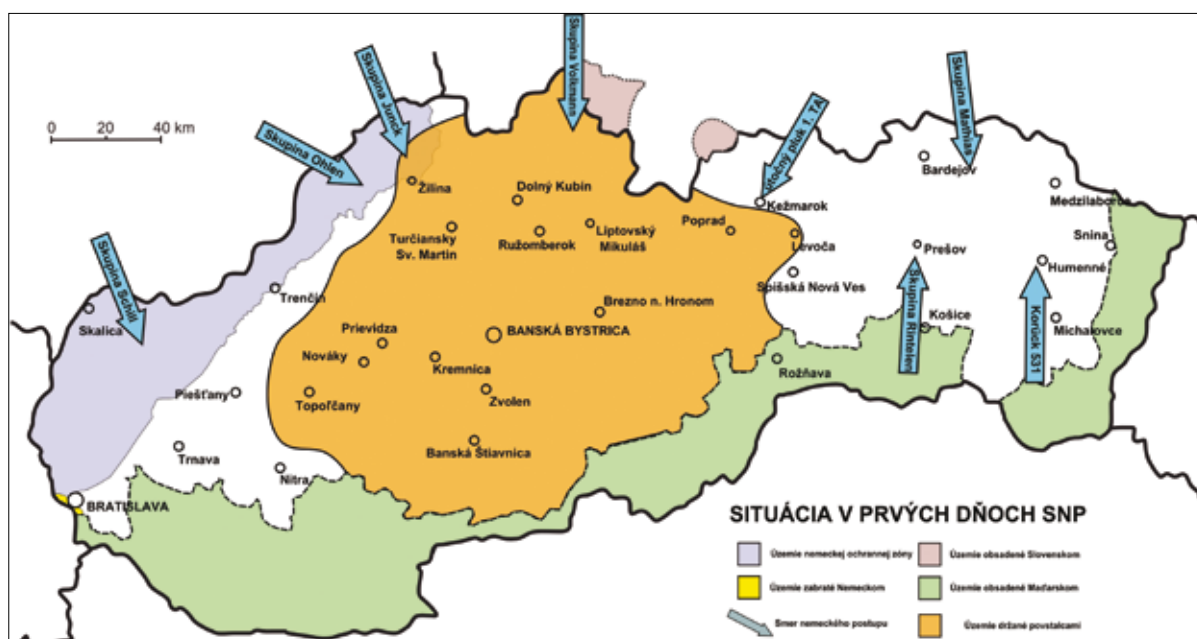 Skupina Volkmann
Skupina Junck
Skupina Mathias
0 20 40 km
Skupina Ohlen
útočný pluk 1. TA
Bardejov
Žilina
Dolný Kubín
Kežmarok
Medzilaborce
Turčiansky
Sv. Martin
Ružomberok
Liptovský
Mikuláš
Poprad
Levoča
Snina
Prešov
Skupina Schill
Humenné
Spišská Nová Ves
Trenčín
Skalica
Brezno n. Hronom
Skupina Rintelen
Korück 531
Košice
Michalovce
Prievidza
BANSKÁ BYSTRICA
Nováky
Kremnica
Rožňava
Piešťany
Topoľčany
Zvolen
Banská Štiavnica
Trnava
Nitra
BRATISLAVA
SITUÁCIA V PRVÝCH DŇOCH SNP
Územie nemeckej ochrannej zóny
Územie obsadené Slovenskom
Územie zabraté Nemeckom
Územie obsadené Maďarskom
Smer nemeckého postupu
Územie držané povstalcami